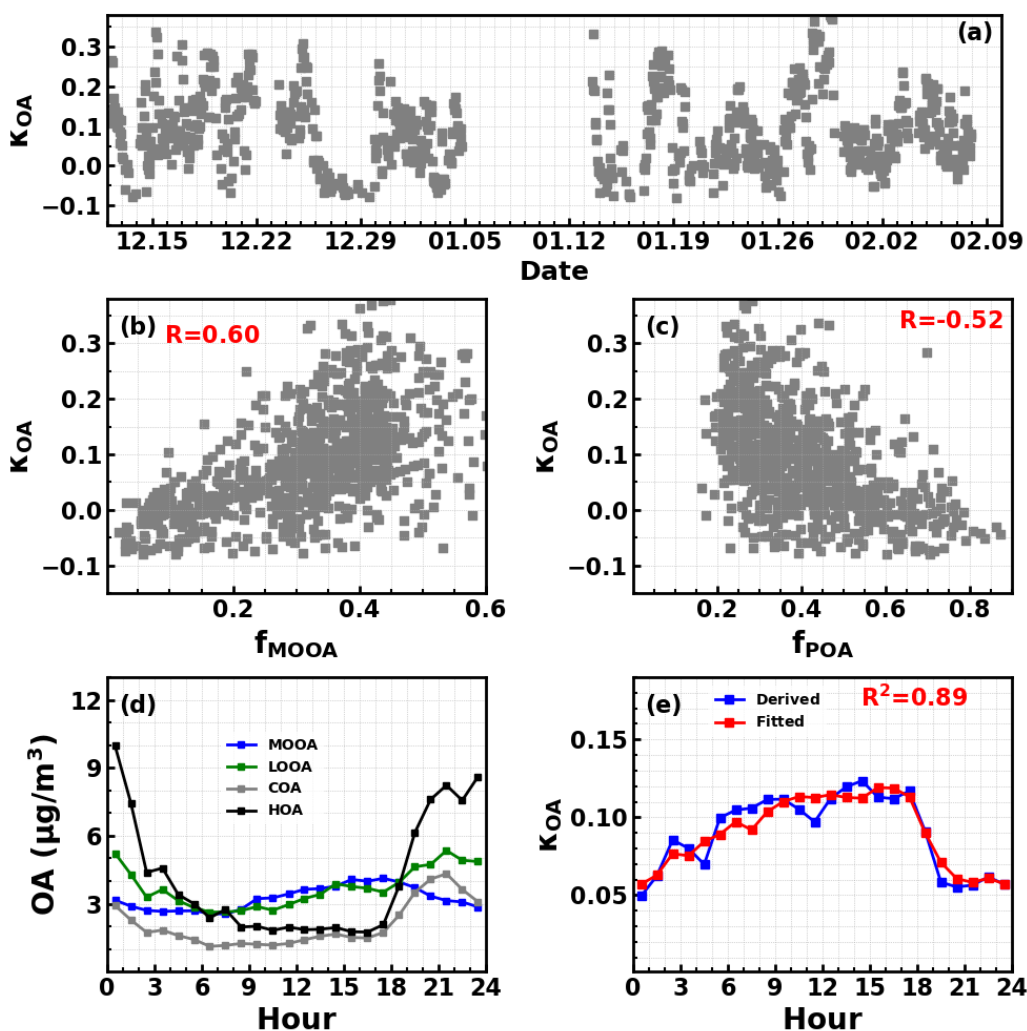 (a)
0.3
0.2
0.1
0.0
−0.1
κOA
12.15 12.22 12.29 01.05 01.12 01.19 01.26 02.02 02.09
Date
(b)
R=0.60
0.3
0.2
0.1
0.0
−0.1
κOA
0.2 0.4 0.6
fMOOA
(c)
R=-0.52
0.3
0.2
0.1
0.0
−0.1
κOA
0.2 0.4 0.6 0.8
fPOA
(d)
12
9
6
3
OA (μg/m³)
MOOA
LOOA
COA
HOA
0 3 6 9 12 15 18 21 24
Hour
(e)
Derived
Fitted
R²=0.89
0.15
0.10
0.05
κOA
0 3 6 9 12 15 18 21 24
Hour